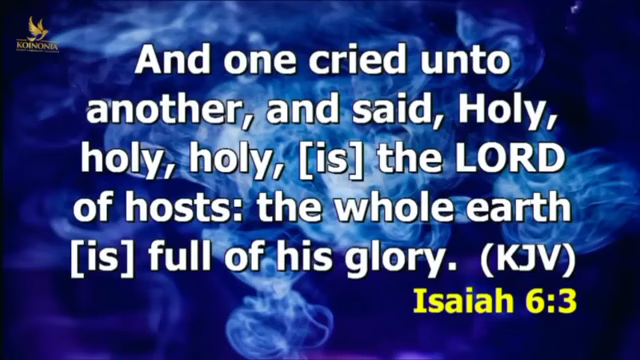 KOINONIA
And one cried unto
another, and said, Holy,
holy, holy, [is] the LORD
of hosts: the whole earth
[is] full of his glory. (KJV)
Isaiah 6:3